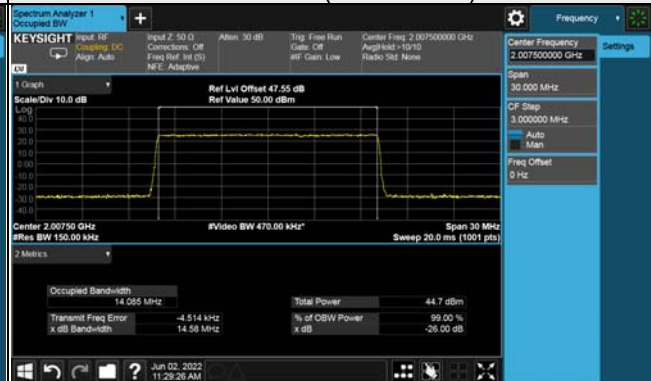 Spectrum Analyzer 1
Occupied BW
+
Frequency
KEYSIGHT Input: RF
Coupling: DC
Align: Auto
Input Z: 50 Ω
Corrections: Off
Freq Ref: Int (S)
NFE: Adaptive
Atten: 30 dB
Trig: Free Run
Gate: Off
#IF Gain: Low
Center Freq: 2.007500000 GHz
Avg|Hold:>10/10
Radio Std: None
LXI
Center Frequency
2.007500000 GHz
Settings
Span
30.000 MHz
CF Step
3.000000 MHz
Auto
Man
Freq Offset
0 Hz
1 Graph
Scale/Div 10.0 dB
Ref Lvl Offset 47.55 dB
Ref Value 50.00 dBm
Log
40.0
30.0
20.0
10.0
0.00
-10.0
-20.0
-30.0
-40.0
Center 2.00750 GHz
#Res BW 150.00 kHz
#Video BW 470.00 kHz*
Span 30 MHz
Sweep 20.0 ms (1001 pts)
2 Metrics
Occupied Bandwidth
14.085 MHz
Total Power 44.7 dBm
Transmit Freq Error -4.514 kHz
% of OBW Power 99.00 %
x dB Bandwidth 14.58 MHz
x dB -26.00 dB
?
Jun 02, 2022
11:29:26 AM